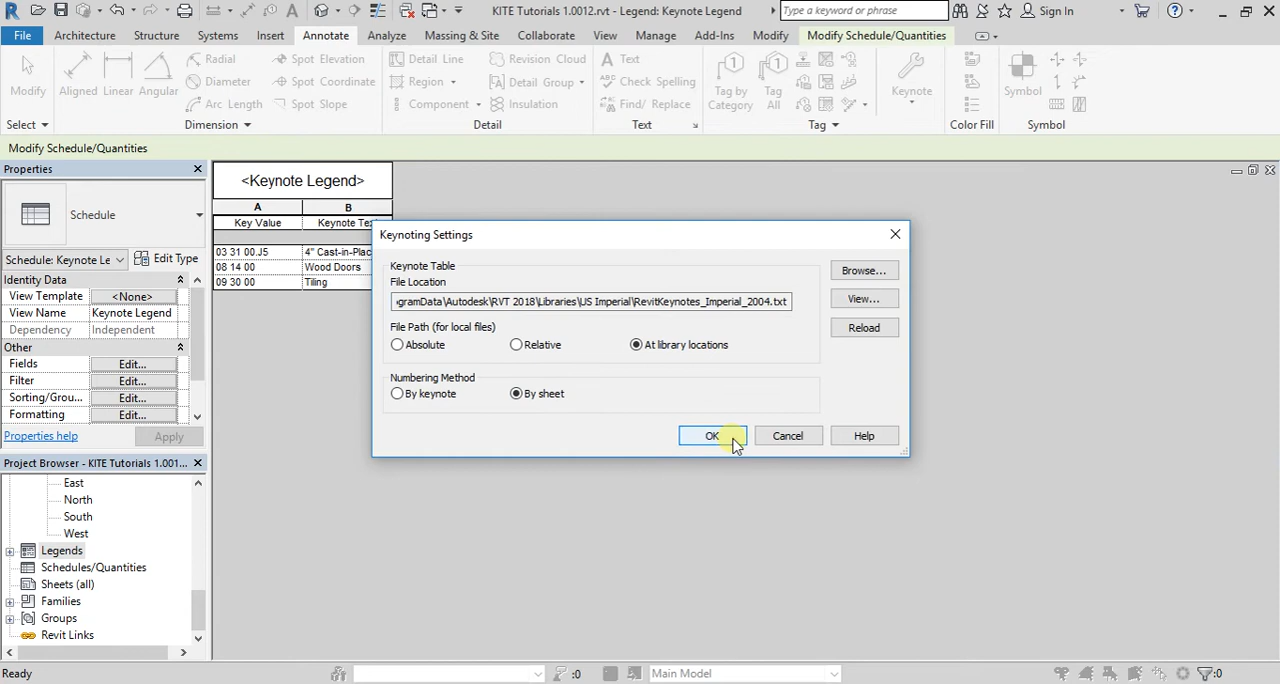 KITE Tutorials 1.0012.rvt - Legend: Keynote Legend
Type a keyword or phrase
Sign In
File Architecture Structure Systems Insert Annotate Analyze Massing & Site Collaborate View Manage Add-Ins Modify Modify Schedule/Quantities
Modify
Aligned Linear Angular
Radial
Diameter
Arc Length
Spot Elevation
Spot Coordinate
Spot Slope
Detail Line
Region
Component
Revision Cloud
Detail Group
Insulation
Text
Check Spelling
Find/ Replace
Tag by Category
Tag All
Keynote
Symbol
Select Dimension Detail Text Tag Color Fill Symbol
Modify Schedule/Quantities
Properties
Schedule
Schedule: Keynote Le
Edit Type
Identity Data
View Template <None>
View Name Keynote Legend
Dependency Independent
Other
Fields Edit...
Filter Edit...
Sorting/Grou... Edit...
Formatting Edit...
Properties help
Apply
Project Browser - KITE Tutorials 1.001...
East
North
South
West
Legends
Schedules/Quantities
Sheets (all)
Families
Groups
Revit Links
<Keynote Legend>
A B
Key Value Keynote Tex
03 31 00.J5 4" Cast-in-Plac
08 14 00 Wood Doors
09 30 00 Tiling
Keynoting Settings
Keynote Table
File Location
gramData\Autodesk\RVT 2018\Libraries\US Imperial\RevitKeynotes_Imperial_2004.txt
Browse...
View...
Reload
File Path (for local files)
Absolute Relative At library locations
Numbering Method
By keynote By sheet
OK Cancel Help
Ready
:0
Main Model
:0